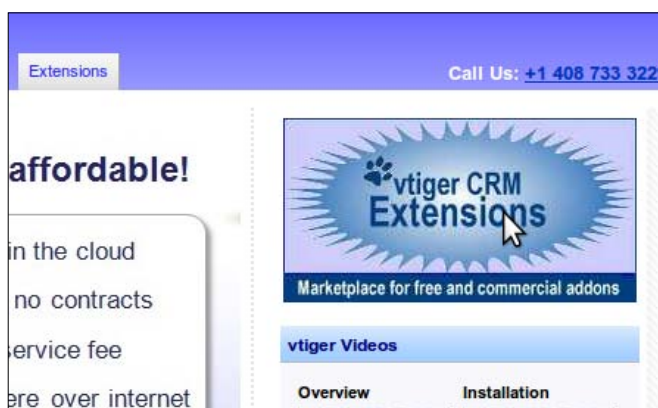 Extensions
Call Us: +1 408 733 322
affordable!
in the cloud
no contracts
service fee
ere over internet
vtiger CRM
Extensions
Marketplace for free and commercial addons
vtiger Videos
Overview Installation